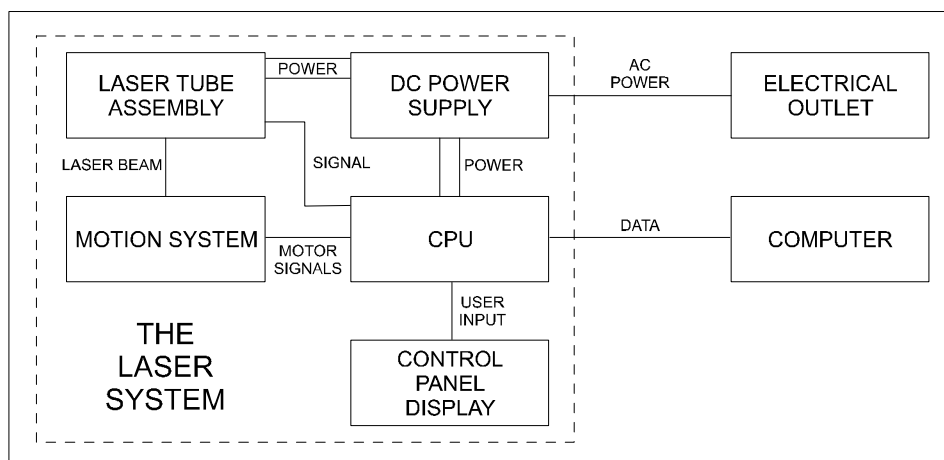 LASER TUBE
ASSEMBLY
POWER
DC POWER
SUPPLY
AC
POWER
ELECTRICAL
OUTLET
LASER BEAM
SIGNAL
POWER
MOTION SYSTEM
MOTOR
SIGNALS
CPU
DATA
COMPUTER
USER
INPUT
THE
LASER
SYSTEM
CONTROL
PANEL
DISPLAY